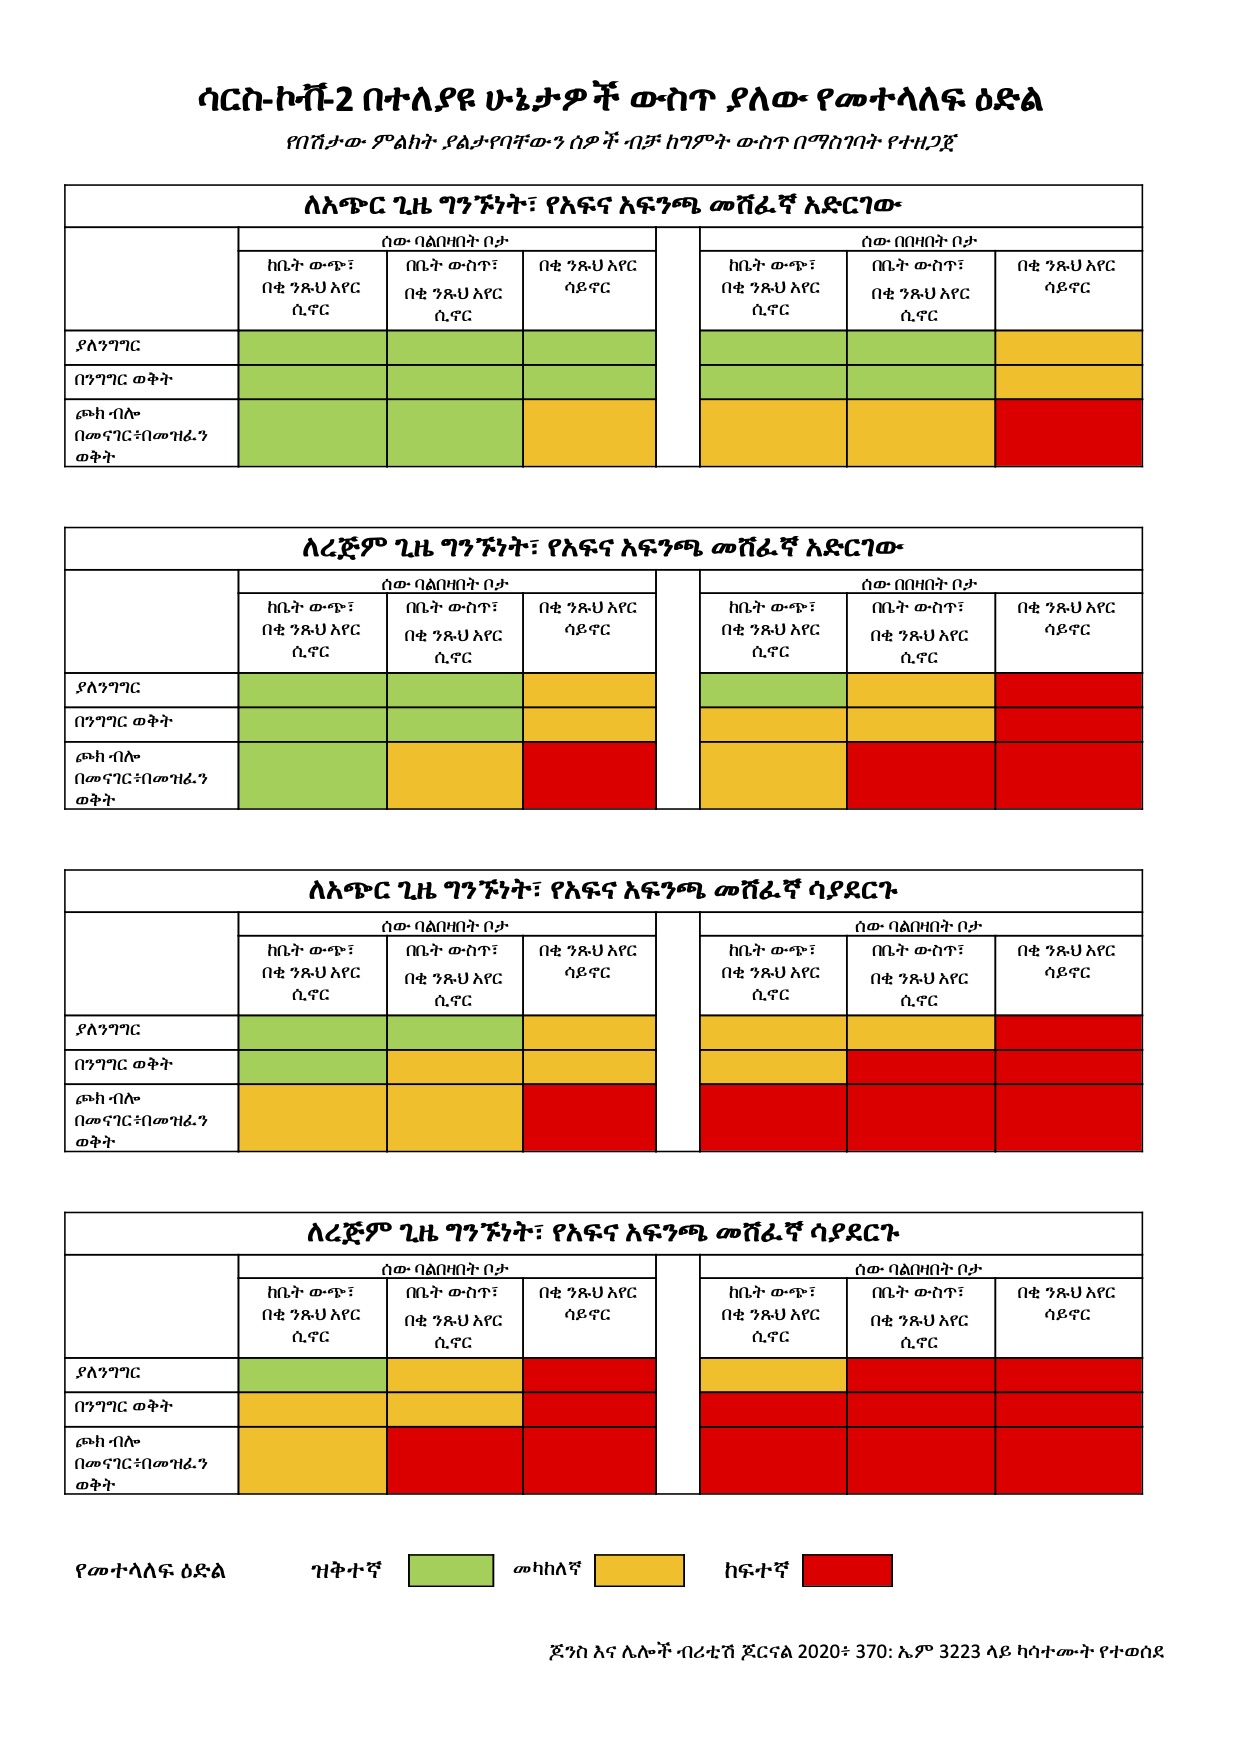 ሳርስ-ኮቭ-2 በተለያዩ ሁኔታዎች ውስጥ ያለው የመተላለፍ ዕድል
የበሽታው ምልክት ያልታየባቸውን ሰዎች ብቻ ከግምት ውስጥ በማስገባት የተዘጋጀ
ለአጭር ጊዜ ግንኙነት፣ የአፍና አፍንጫ መሸፈኛ አድርገው
ሰው ባልበዛበት ቦታ
ሰው በበዛበት ቦታ
ከቤት ውጭ፣
በቂ ንጹህ አየር
ሲኖር
በቤት ውስጥ፣
በቂ ንጹህ አየር
ሲኖር
በቂ ንጹህ አየር
ሳይኖር
ከቤት ውጭ፣
በቂ ንጹህ አየር
ሲኖር
በቤት ውስጥ፣
በቂ ንጹህ አየር
ሲኖር
በቂ ንጹህ አየር
ሳይኖር
ያለንግግር
በንግግር ወቅት
ጮክ ብሎ
በመናገር፥በመዝፈን
ወቅት
ለረጅም ጊዜ ግንኙነት፣ የአፍና አፍንጫ መሸፈኛ አድርገው
ሰው ባልበዛበት ቦታ
ሰው በበዛበት ቦታ
ከቤት ውጭ፣
በቂ ንጹህ አየር
ሲኖር
በቤት ውስጥ፣
በቂ ንጹህ አየር
ሲኖር
በቂ ንጹህ አየር
ሳይኖር
ከቤት ውጭ፣
በቂ ንጹህ አየር
ሲኖር
በቤት ውስጥ፣
በቂ ንጹህ አየር
ሲኖር
በቂ ንጹህ አየር
ሳይኖር
ያለንግግር
በንግግር ወቅት
ጮክ ብሎ
በመናገር፥በመዝፈን
ወቅት
ለአጭር ጊዜ ግንኙነት፣ የአፍና አፍንጫ መሸፈኛ ሳያደርጉ
ሰው ባልበዛበት ቦታ
ሰው ባልበዛበት ቦታ
ከቤት ውጭ፣
በቂ ንጹህ አየር
ሲኖር
በቤት ውስጥ፣
በቂ ንጹህ አየር
ሲኖር
በቂ ንጹህ አየር
ሳይኖር
ከቤት ውጭ፣
በቂ ንጹህ አየር
ሲኖር
በቤት ውስጥ፣
በቂ ንጹህ አየር
ሲኖር
በቂ ንጹህ አየር
ሳይኖር
ያለንግግር
በንግግር ወቅት
ጮክ ብሎ
በመናገር፥በመዝፈን
ወቅት
ለረጅም ጊዜ ግንኙነት፣ የአፍና አፍንጫ መሸፈኛ ሳያደርጉ
ሰው ባልበዛበት ቦታ
ሰው ባልበዛበት ቦታ
ከቤት ውጭ፣
በቂ ንጹህ አየር
ሲኖር
በቤት ውስጥ፣
በቂ ንጹህ አየር
ሲኖር
በቂ ንጹህ አየር
ሳይኖር
ከቤት ውጭ፣
በቂ ንጹህ አየር
ሲኖር
በቤት ውስጥ፣
በቂ ንጹህ አየር
ሲኖር
በቂ ንጹህ አየር
ሳይኖር
ያለንግግር
በንግግር ወቅት
ጮክ ብሎ
በመናገር፥በመዝፈን
ወቅት
የመተላለፍ ዕድል ዝቅተኛ መካከለኛ ከፍተኛ
ጆንስ እና ሌሎች ብሪቲሽ ጆርናል 2020፥ 370: ኤም 3223 ላይ ካሳተሙት የተወሰደ